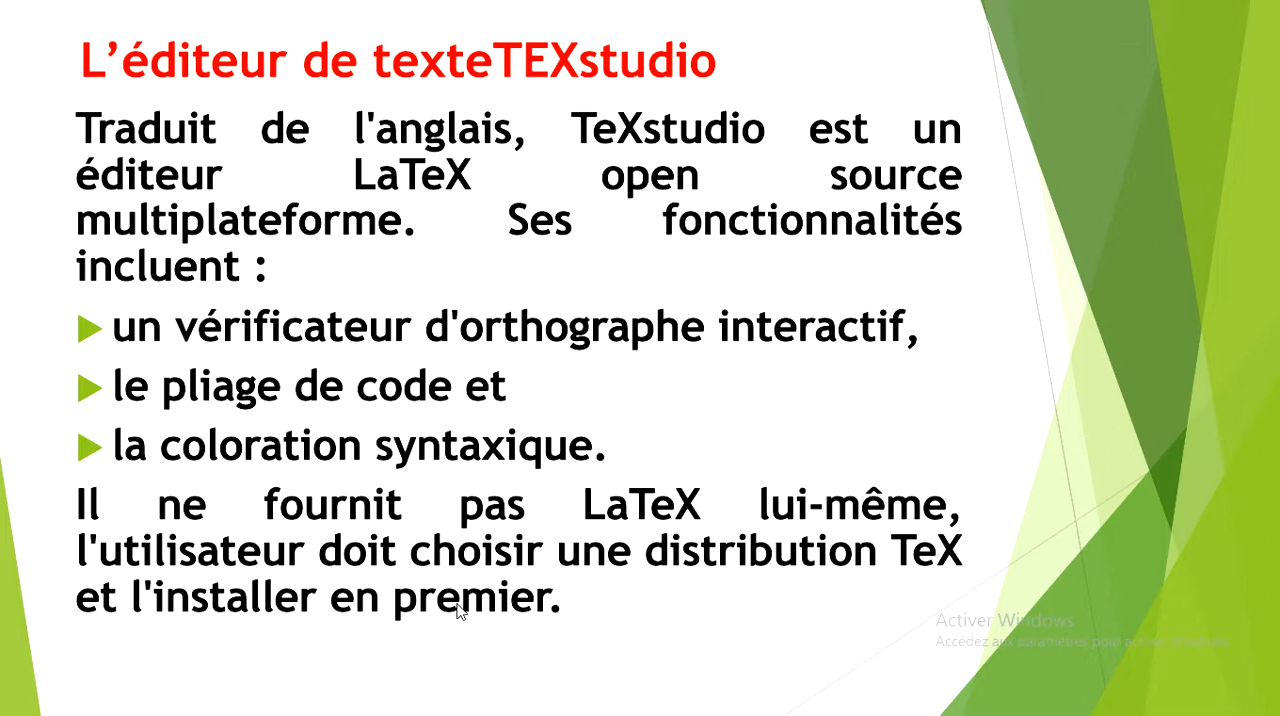 L’éditeur de texteTEXstudio
Traduit de l'anglais, TeXstudio est un
éditeur LaTeX open source
multiplateforme. Ses fonctionnalités
incluent :
un vérificateur d'orthographe interactif,
le pliage de code et
la coloration syntaxique.
Il ne fournit pas LaTeX lui-même,
l'utilisateur doit choisir une distribution TeX
et l'installer en premier.
Activer Windows
Accédez aux paramètres pour activer Windows.